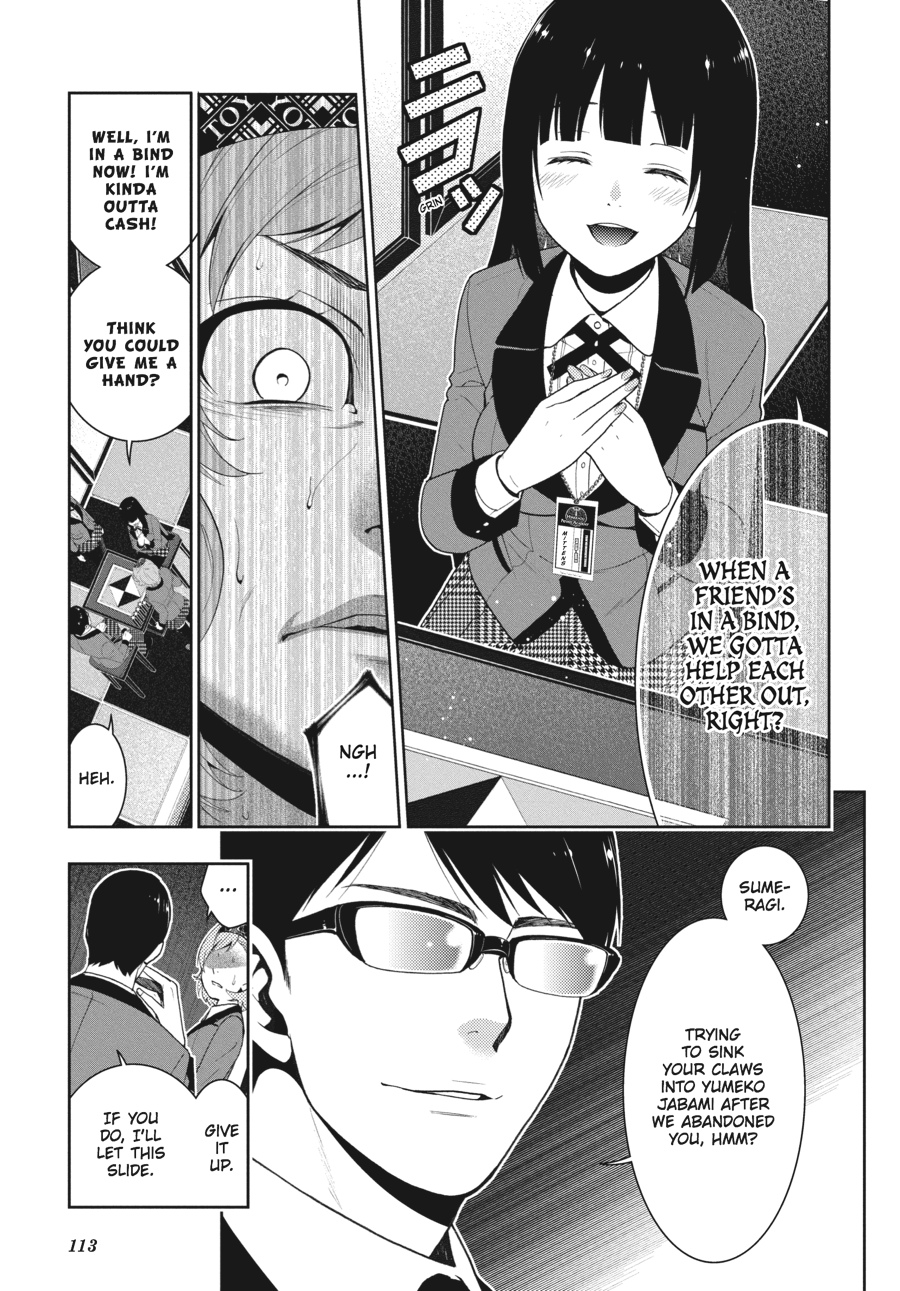 WHEN A
FRIEND'S
IN A BIND,
WE GOTTA
HELP EACH
OTHER OUT,
RIGHT?
GRIN
MITTENS
TOYO
NGH
...!
WELL, I'M
IN A BIND
NOW! I'M
KINDA
OUTTA
CASH!
THINK
YOU COULD
GIVE ME A
HAND?
HEH.
SUME-
RAGI.
TRYING
TO SINK
YOUR CLAWS
INTO YUMEKO
JABAMI AFTER
WE ABANDONED
YOU, HMM?
...
GIVE
IT
UP.
IF YOU
DO, I'LL
LET THIS
SLIDE.
113